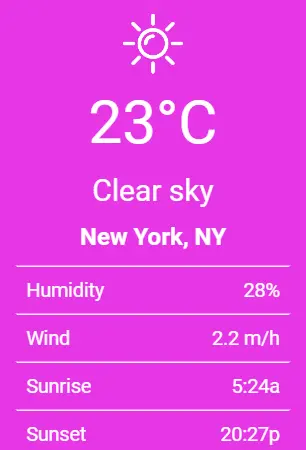 23°C
Clear sky
New York, NY
Humidity 28%
Wind 2.2 m/h
Sunrise 5:24a
Sunset 20:27p